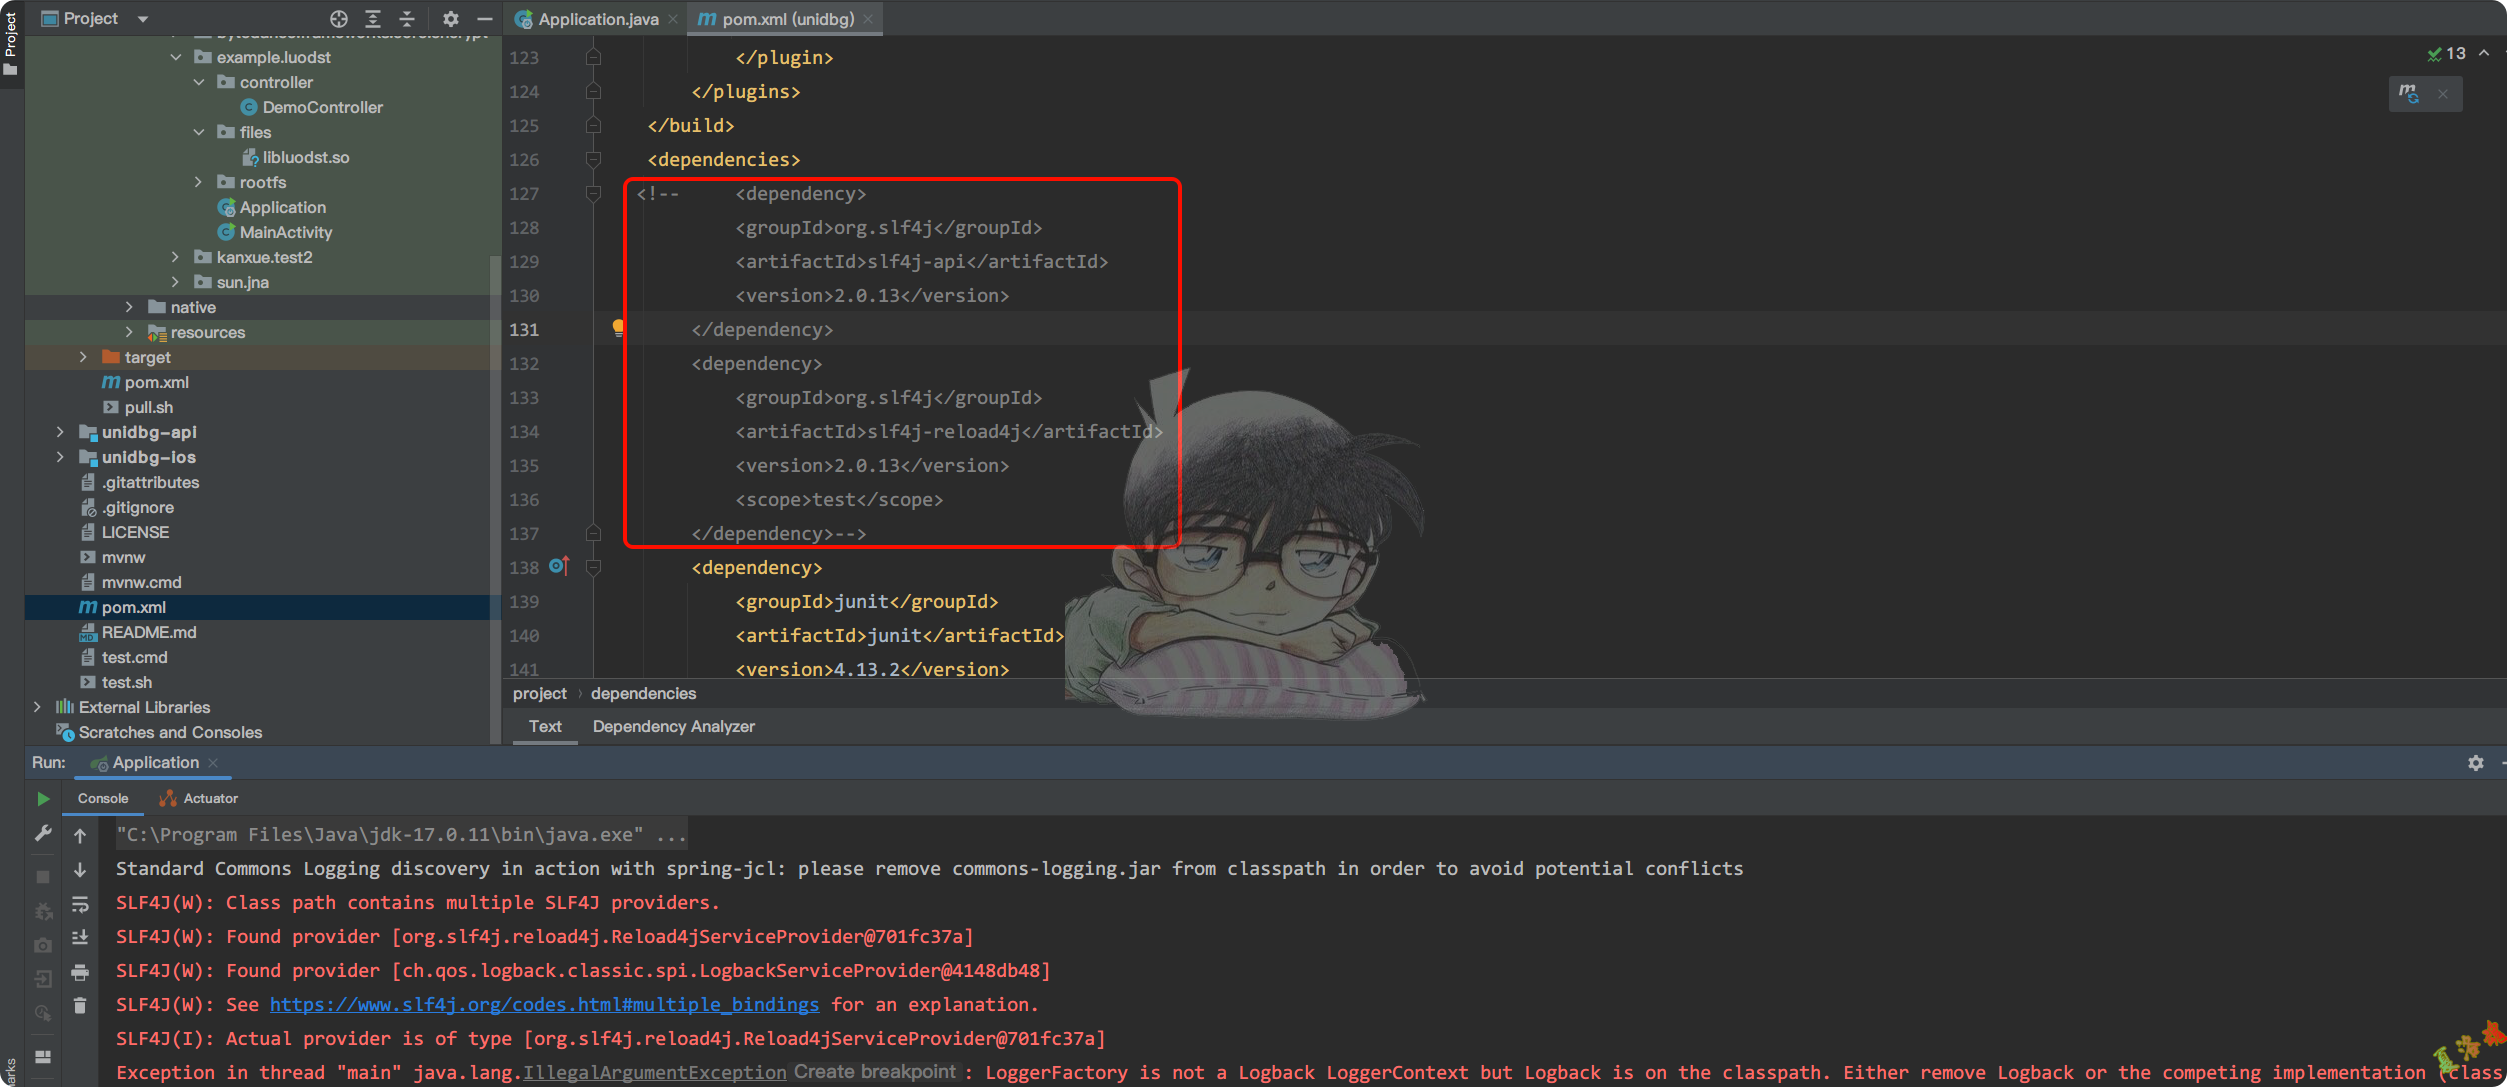 Project
Project
example.luodst
controller
DemoController
files
libluodst.so
rootfs
Application
MainActivity
kanxue.test2
sun.jna
native
resources
target
pom.xml
pull.sh
unidbg-api
unidbg-ios
.gitattributes
.gitignore
LICENSE
mvnw
mvnw.cmd
pom.xml
README.md
test.cmd
test.sh
External Libraries
Scratches and Consoles
Application.java
pom.xml (unidbg)
13
123 </plugin>
124 </plugins>
125 </build>
126 <dependencies>
127 <!-- <dependency>
128 <groupId>org.slf4j</groupId>
129 <artifactId>slf4j-api</artifactId>
130 <version>2.0.13</version>
131 </dependency>
132 <dependency>
133 <groupId>org.slf4j</groupId>
134 <artifactId>slf4j-reload4j</artifactId>
135 <version>2.0.13</version>
136 <scope>test</scope>
137 </dependency>-->
138 <dependency>
139 <groupId>junit</groupId>
140 <artifactId>junit</artifactId>
141 <version>4.13.2</version>
project › dependencies
Text Dependency Analyzer
Run: Application
Console Actuator
"C:\Program Files\Java\jdk-17.0.11\bin\java.exe" ...
Standard Commons Logging discovery in action with spring-jcl: please remove commons-logging.jar from classpath in order to avoid potential conflicts
SLF4J(W): Class path contains multiple SLF4J providers.
SLF4J(W): Found provider [org.slf4j.reload4j.Reload4jServiceProvider@701fc37a]
SLF4J(W): Found provider [ch.qos.logback.classic.spi.LogbackServiceProvider@4148db48]
SLF4J(W): See https://www.slf4j.org/codes.html#multiple_bindings for an explanation.
SLF4J(I): Actual provider is of type [org.slf4j.reload4j.Reload4jServiceProvider@701fc37a]
Exception in thread "main" java.lang.IllegalArgumentException Create breakpoint : LoggerFactory is not a Logback LoggerContext but Logback is on the classpath. Either remove Logback or the competing implementation (class